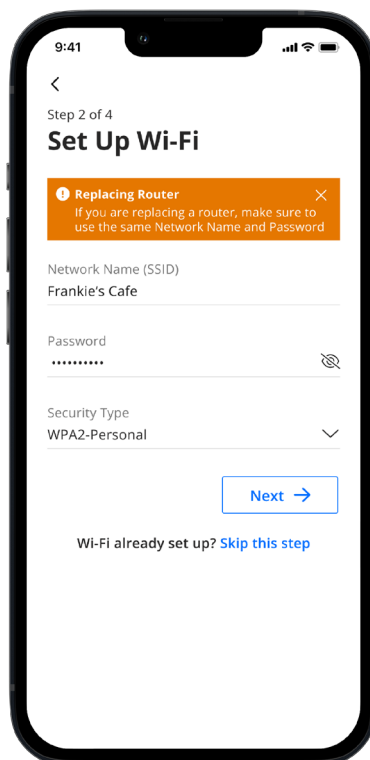 9:41
Step 2 of 4
Set Up Wi-Fi
Replacing Router
If you are replacing a router, make sure to
use the same Network Name and Password
Network Name (SSID)
Frankie's Cafe
Password
••••••••••
Security Type
WPA2-Personal
Next
Wi-Fi already set up? Skip this step